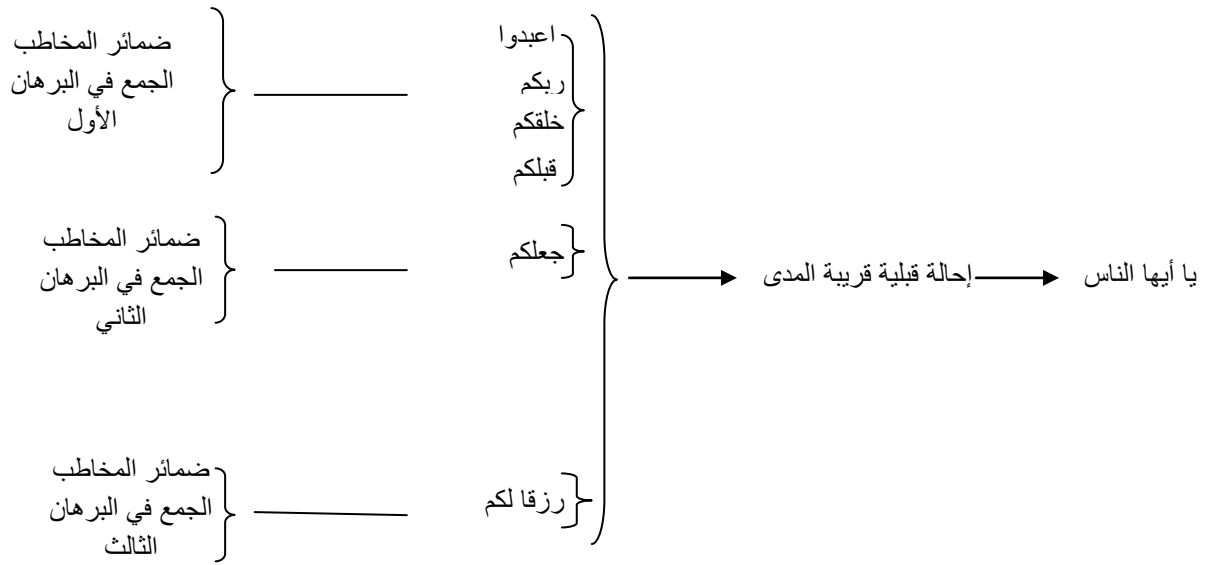 يا أيها الناس
إحالة قبلية قريبة المدى
اعبدوا
ربكم
خلقكم
قبلكم
ضمائر المخاطب
الجمع في البرهان
الأول
جعلكم
ضمائر المخاطب
الجمع في البرهان
الثاني
رزقا لكم
ضمائر المخاطب
الجمع في البرهان
الثالث